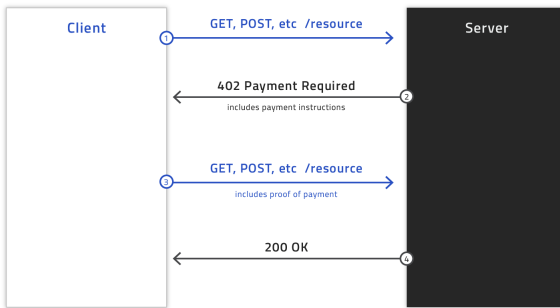 Client
Server
GET, POST, etc /resource
1
402 Payment Required
2
includes payment instructions
GET, POST, etc /resource
3
includes proof of payment
200 OK
4